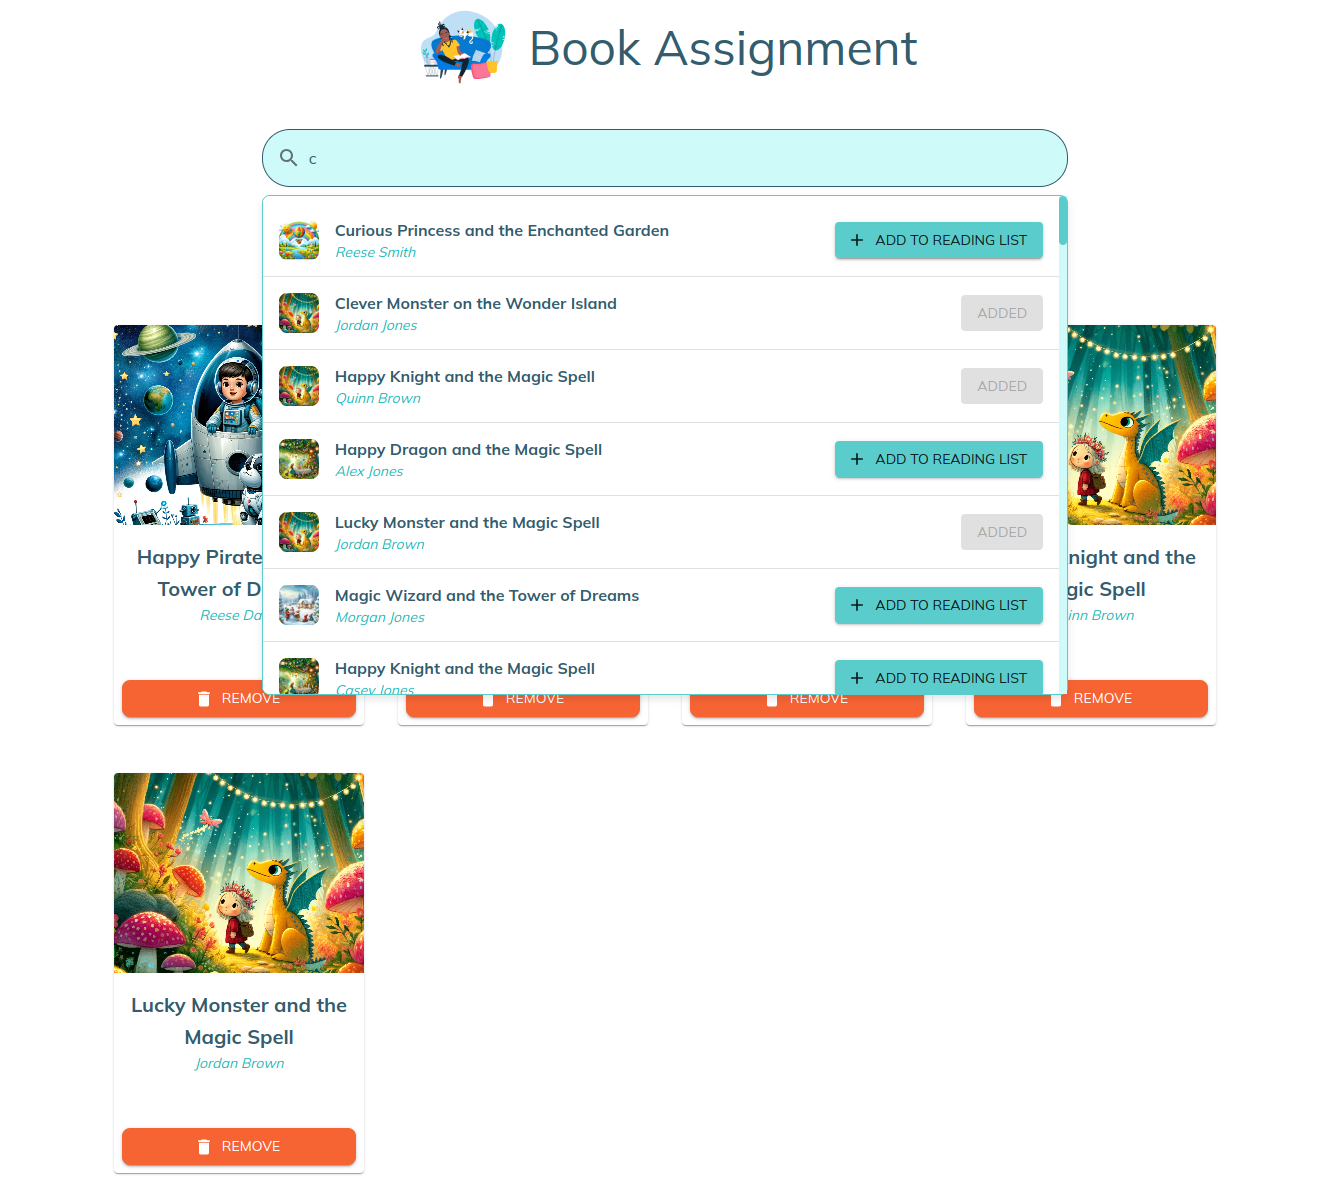 Book Assignment
c
Curious Princess and the Enchanted Garden
Reese Smith
ADD TO READING LIST
Clever Monster on the Wonder Island
Jordan Jones
ADDED
Happy Knight and the Magic Spell
Quinn Brown
ADDED
Happy Dragon and the Magic Spell
Alex Jones
ADD TO READING LIST
Lucky Monster and the Magic Spell
Jordan Brown
ADDED
Magic Wizard and the Tower of Dreams
Morgan Jones
ADD TO READING LIST
Happy Knight and the Magic Spell
Casey Jones
ADD TO READING LIST
Happy Pirate
Tower of D
Reese Da
REMOVE
REMOVE
REMOVE
night and the
gic Spell
inn Brown
REMOVE
Lucky Monster and the
Magic Spell
Jordan Brown
REMOVE